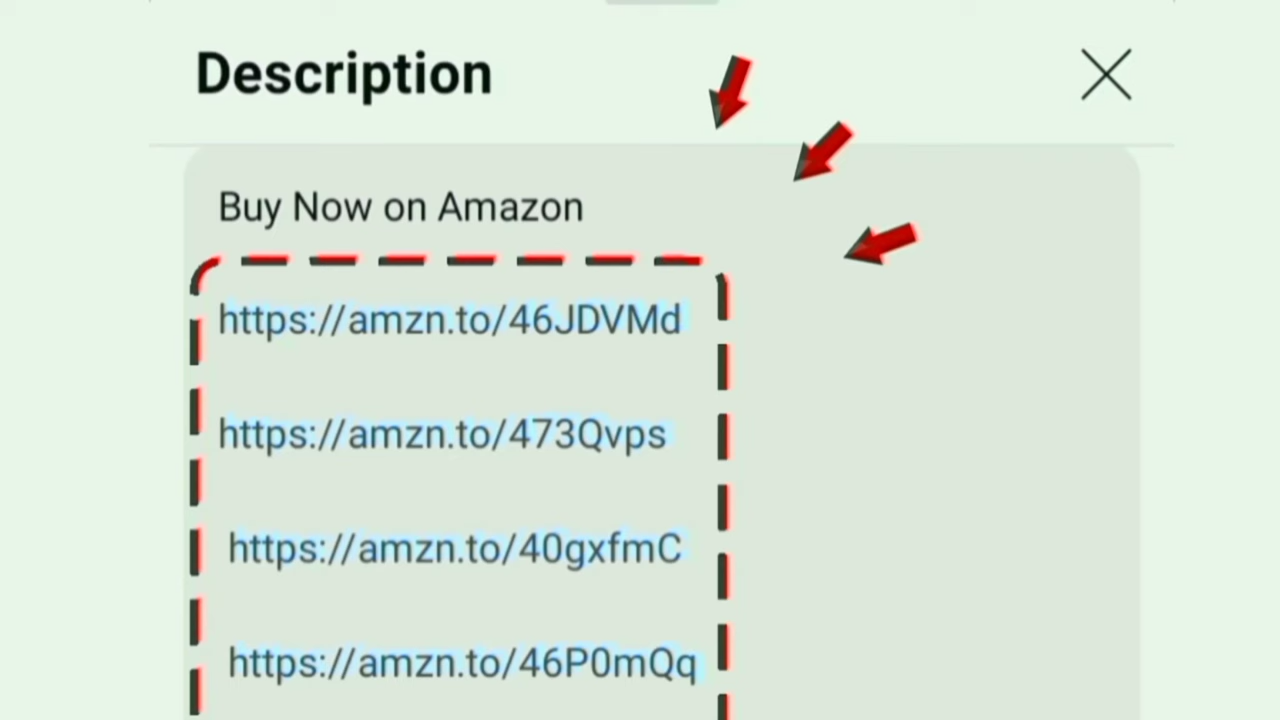 Description
Buy Now on Amazon
https://amzn.to/46JDVMd
https://amzn.to/473Qvps
https://amzn.to/40gxfmC
https://amzn.to/46P0mQq